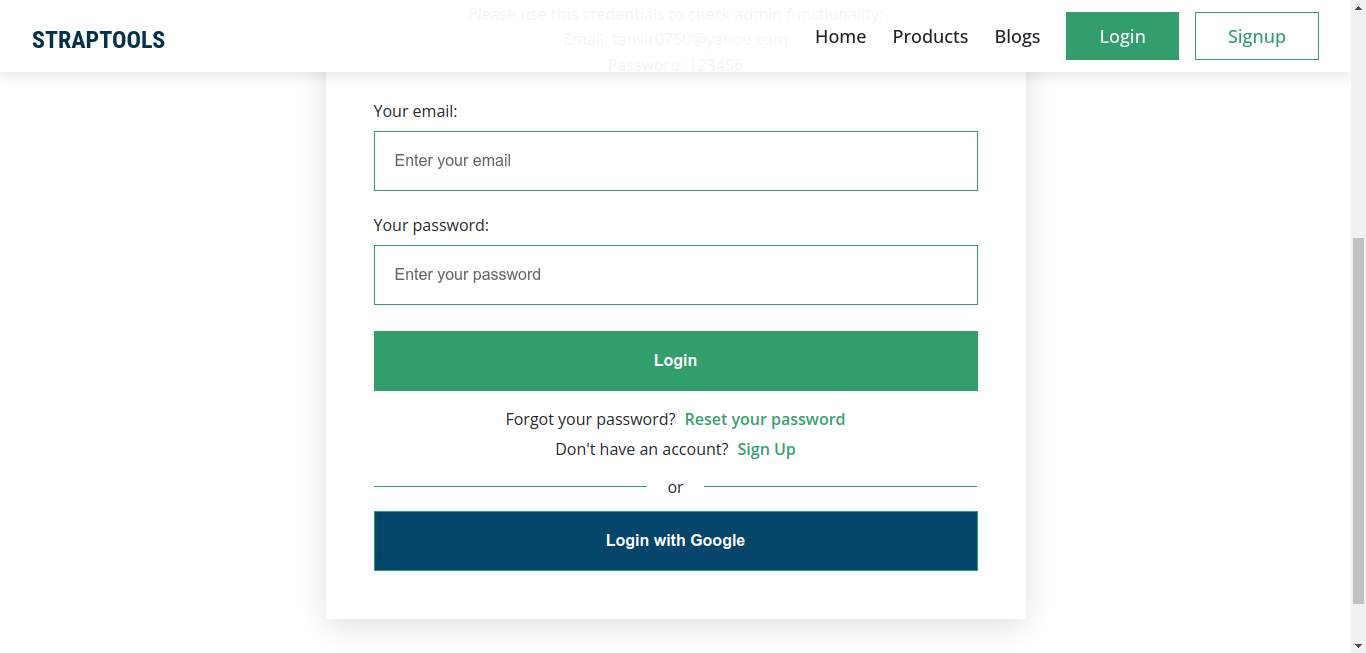 Please use this credentials to check admin functionality:
Email: tanvir0750@yahoo.com
Password: 123456
STRAPTOOLS
Home
Products
Blogs
Login
Signup
Your email:
Enter your email
Your password:
Enter your password
Login
Forgot your password? Reset your password
Don't have an account? Sign Up
or
Login with Google